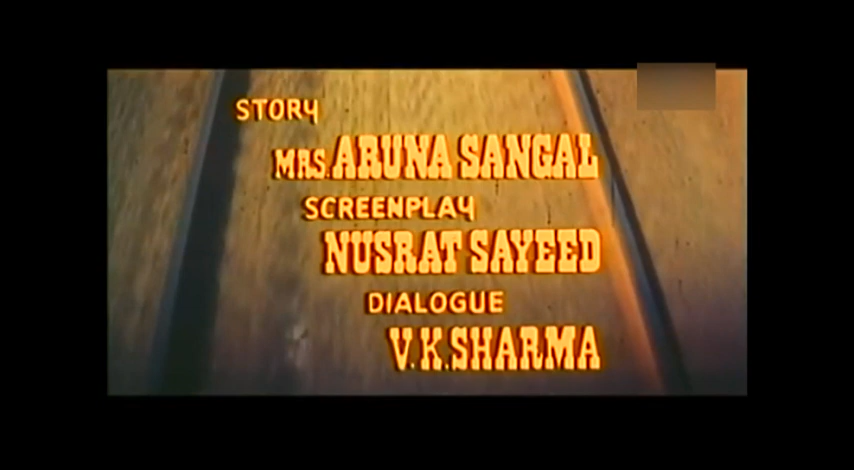 STORY
MRS. ARUNA SANGAL
SCREENPLAY
NUSRAT SAYEED
DIALOGUE
V.K.SHARMA